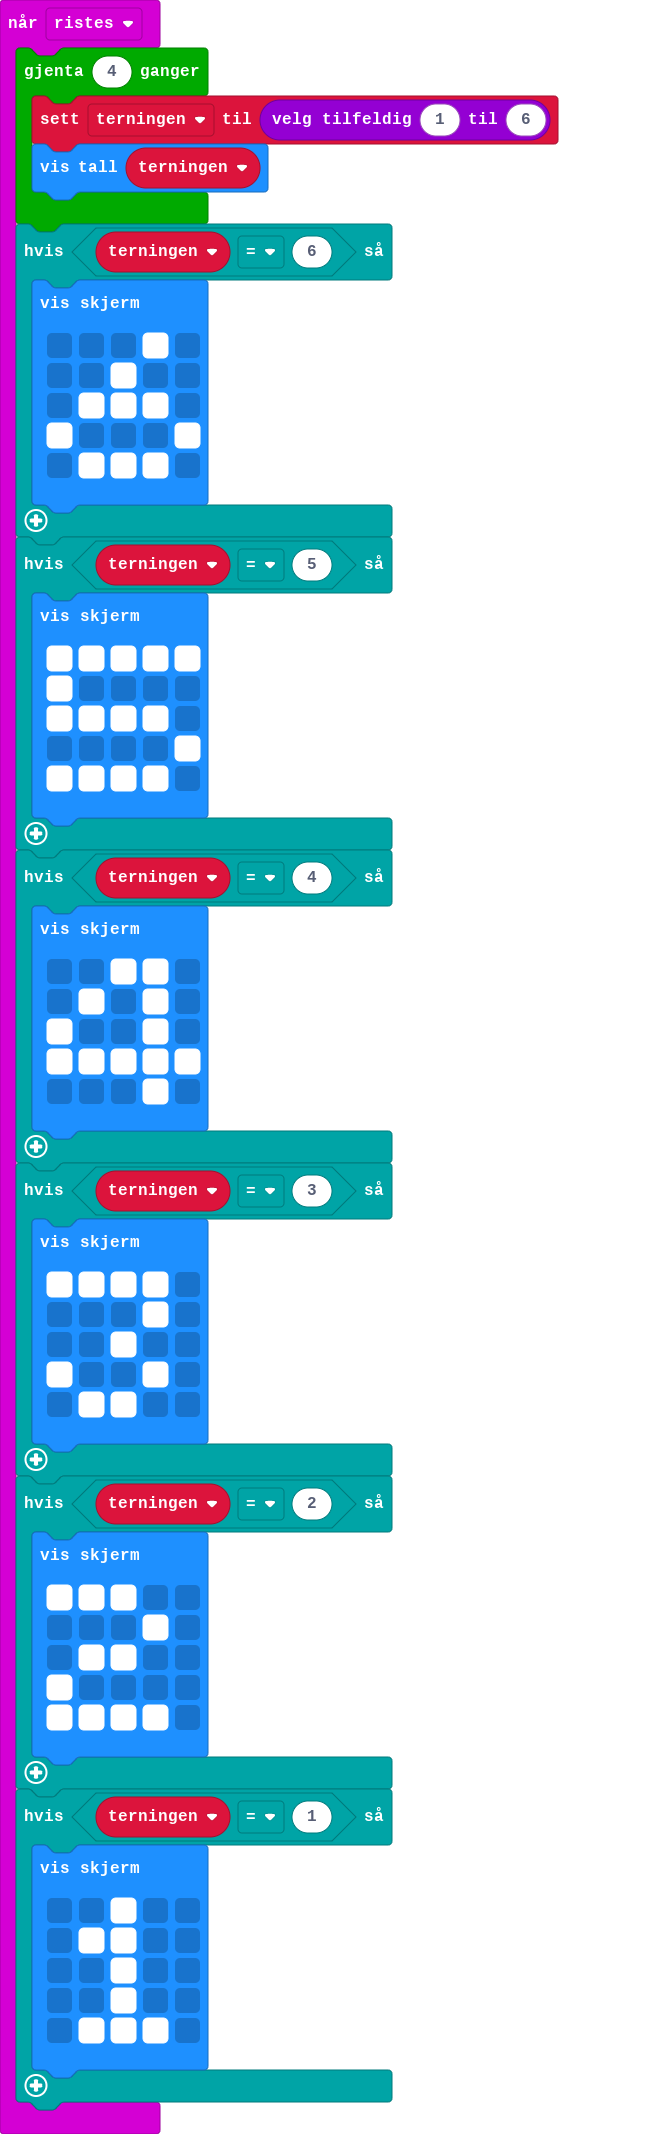 når ristes
gjenta 4 ganger
sett terningen til velg tilfeldig 1 til 6
vis tall terningen
hvis terningen = 6 så
vis skjerm
hvis terningen = 5 så
vis skjerm
hvis terningen = 4 så
vis skjerm
hvis terningen = 3 så
vis skjerm
hvis terningen = 2 så
vis skjerm
hvis terningen = 1 så
vis skjerm